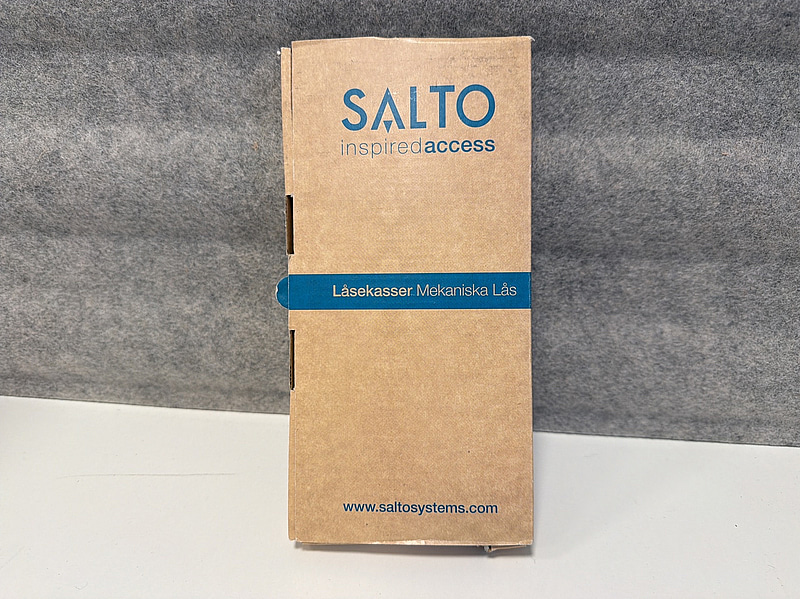 SALTO
inspiredaccess
Låsekasser Mekaniska Lås
www.saltosystems.com